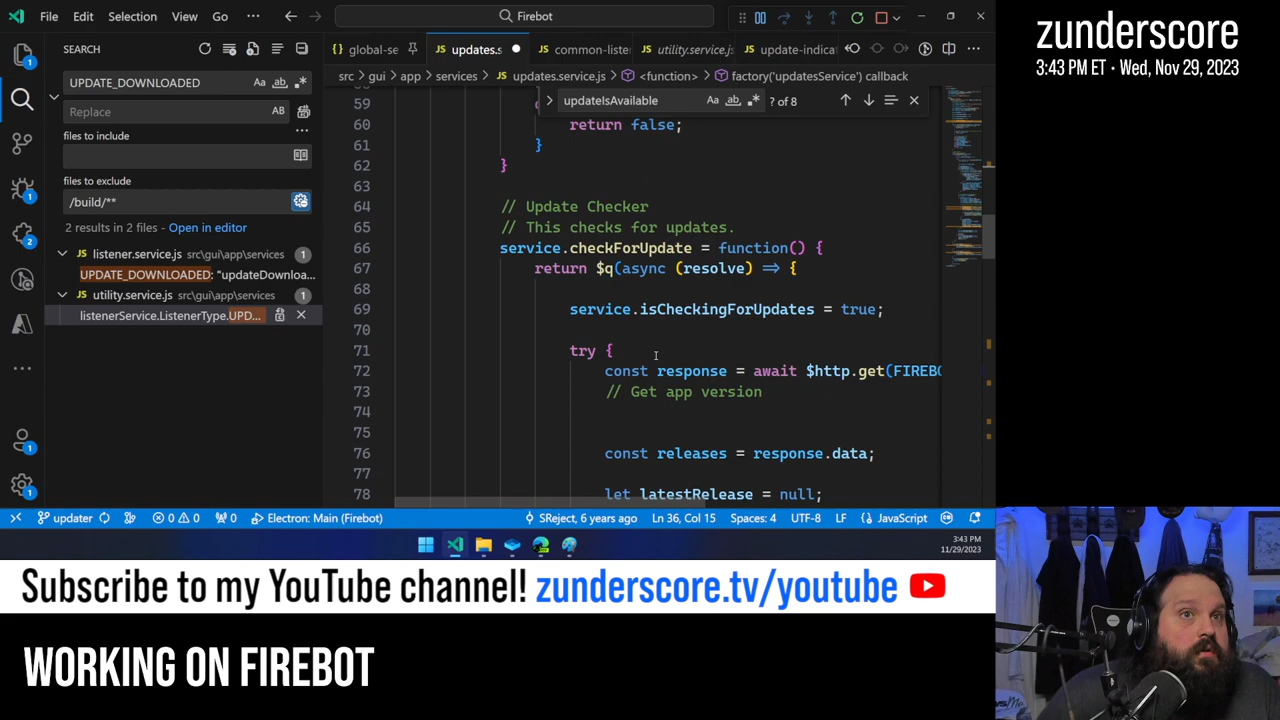 File Edit Selection View Go ... Firebot
zunderscore
3:43 PM ET • Wed, Nov 29, 2023
SEARCH
global-se updates.s common-liste utility.service.js update-indica
UPDATE_DOWNLOADED Aa ab
src > gui > app > services > updates.service.js > <function> > factory('updatesService') callback
Replace AB
updateIsAvailable Aa ab ? of 8
files to include
files to exclude
/build/**
2 results in 2 files - Open in editor
listener.service.js src\gui\app\services 1
UPDATE_DOWNLOADED: "updateDownloa...
utility.service.js src\gui\app\services 1
listenerService.ListenerType.UPD...
59
60 return false;
61 }
62 }
63
64 // Update Checker
65 // This checks for updates.
66 service.checkForUpdate = function() {
67 return $q(async (resolve) => {
68
69 service.isCheckingForUpdates = true;
70
71 try {
72 const response = await $http.get(FIREBO
73 // Get app version
74
75
76 const releases = response.data;
77
78 let latestRelease = null;
updater 0 0 0 Electron: Main (Firebot) SReject, 6 years ago Ln 36, Col 15 Spaces: 4 UTF-8 LF {} JavaScript
3:43 PM
11/29/2023
Subscribe to my YouTube channel! zunderscore.tv/youtube
WORKING ON FIREBOT